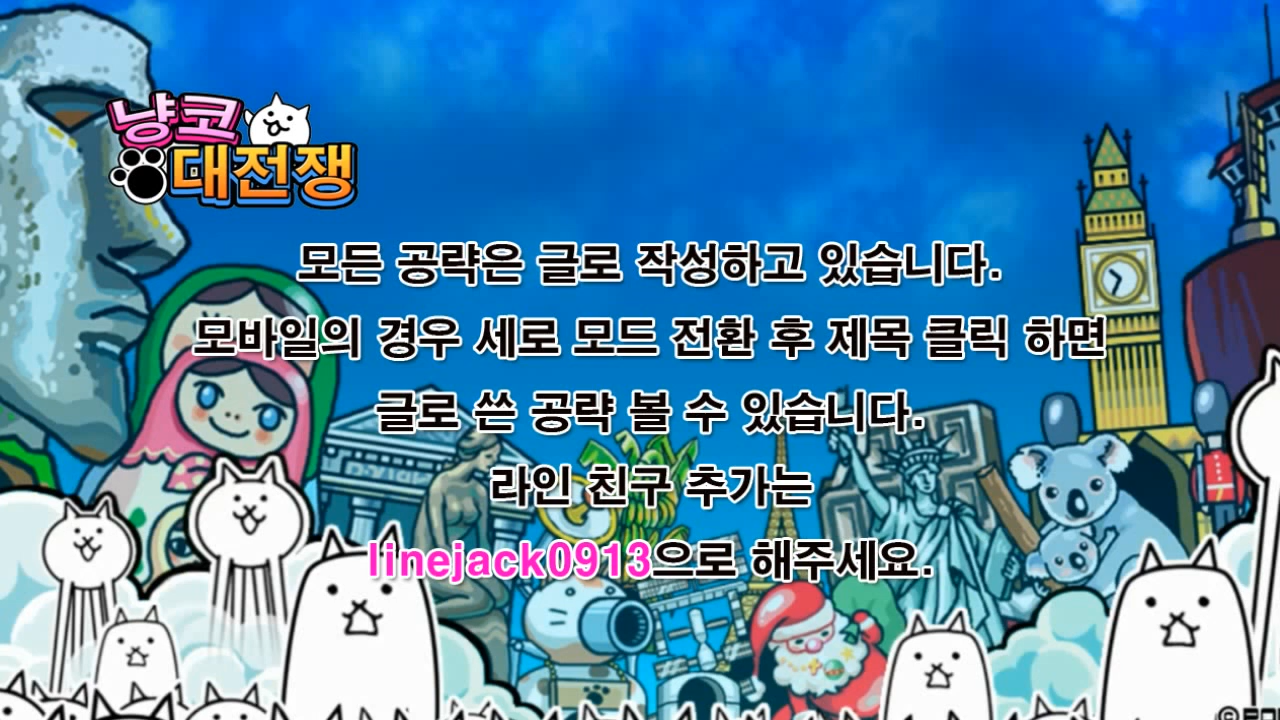 냥코
대전쟁
모든 공략은 글로 작성하고 있습니다.
모바일의 경우 세로 모드 전환 후 제목 클릭 하면
글로 쓴 공략 볼 수 있습니다.
라인 친구 추가는
linejack0913으로 해주세요.